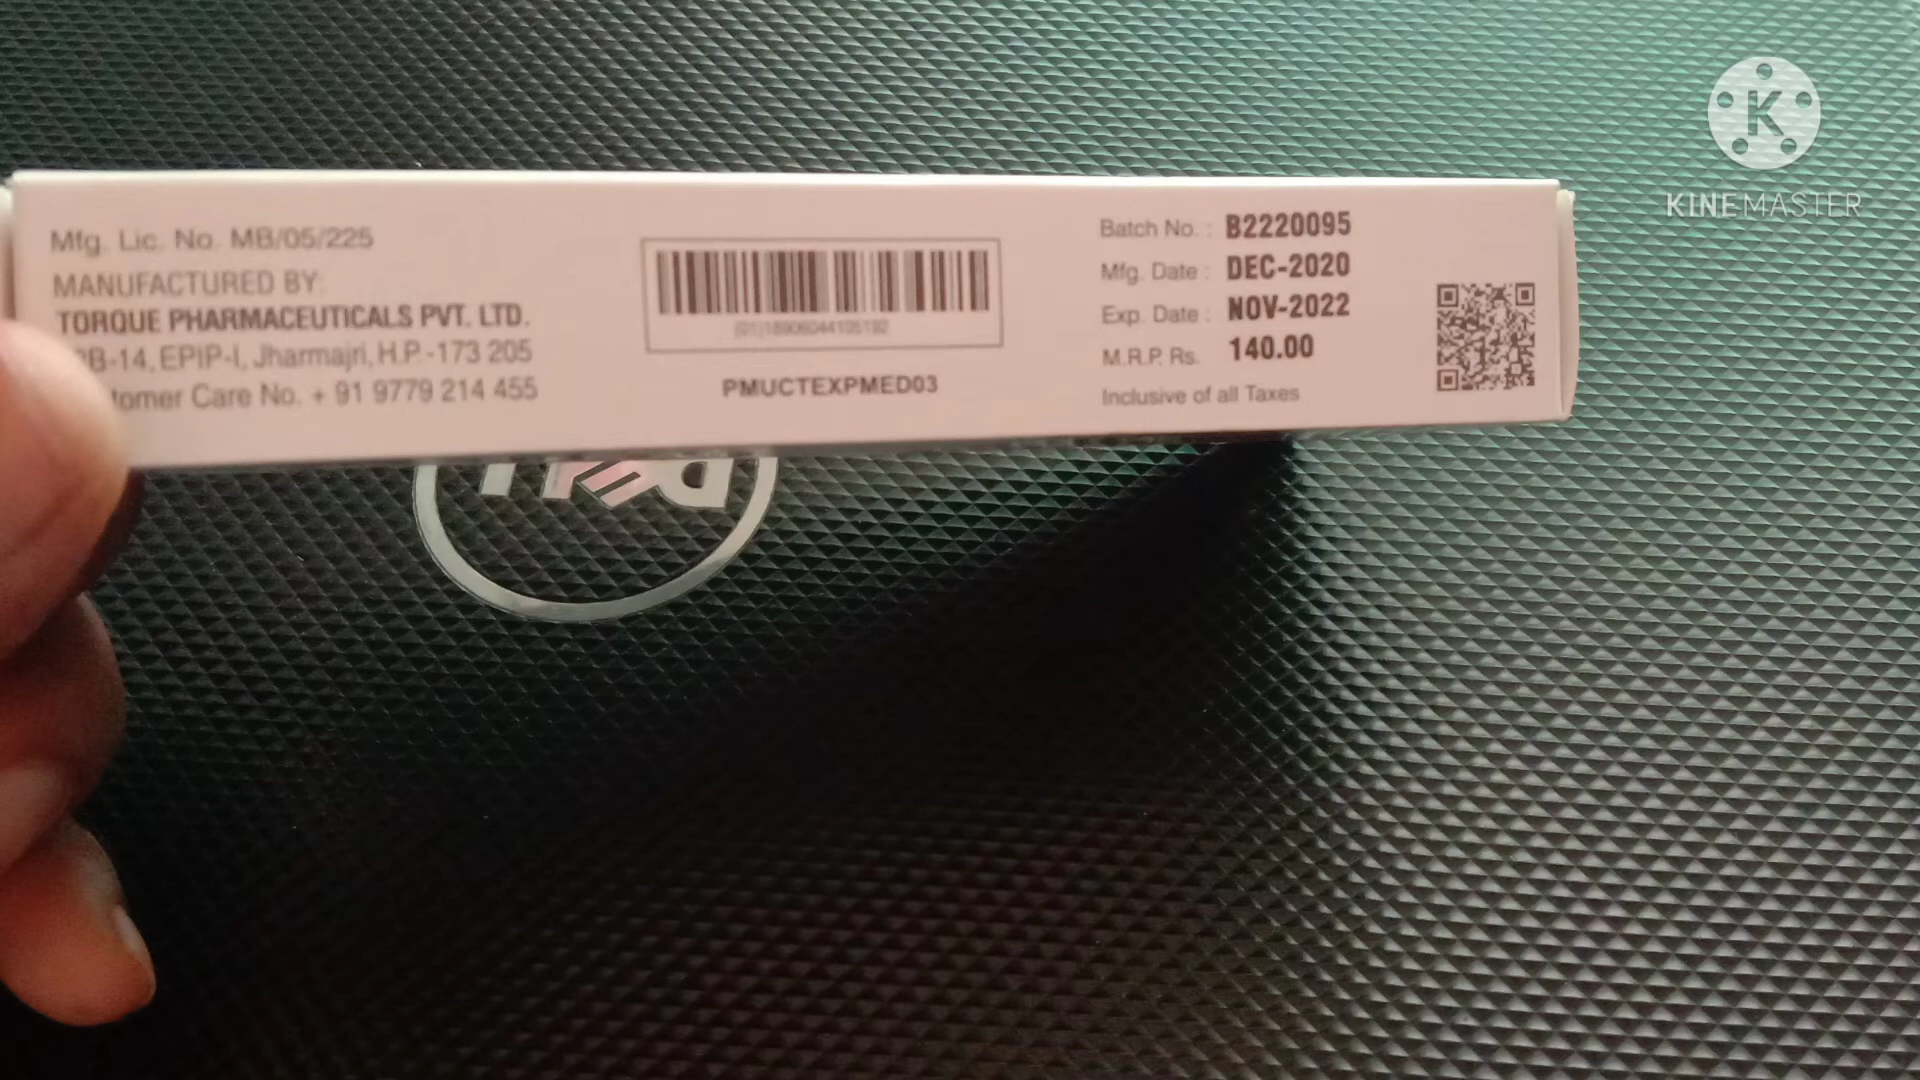 Mfg. Lic. No. MB/05/225
MANUFACTURED BY:
TORQUE PHARMACEUTICALS PVT. LTD.
B-14, EPIP-I, Jharmajri, H.P.-173 205
tomer Care No. + 91 9779 214 455
(01)18906044105192
PMUCTEXPMED03
Batch No. : B2220095
Mfg. Date : DEC-2020
Exp. Date : NOV-2022
M.R.P. Rs. 140.00
Inclusive of all Taxes
K
KINEMASTER